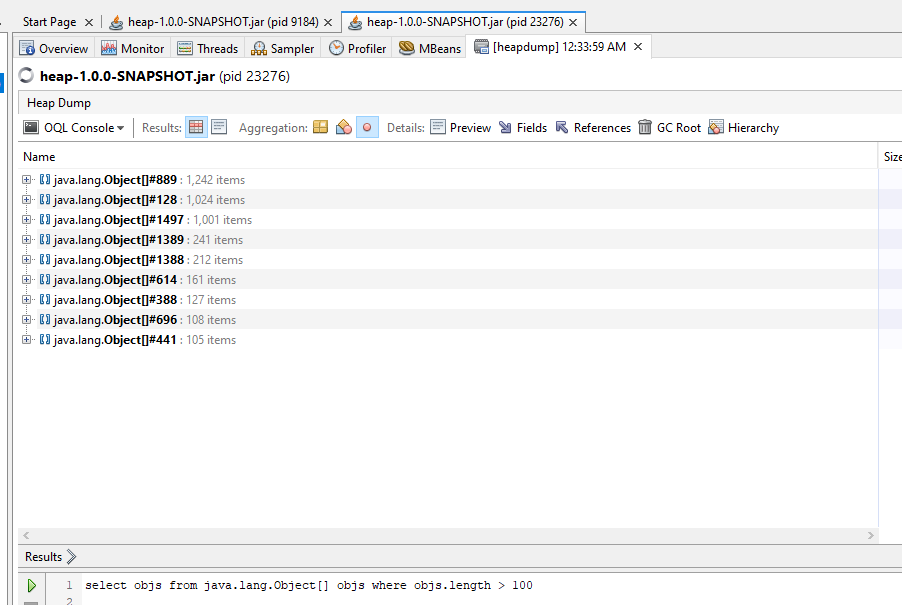 Start Page × heap-1.0.0-SNAPSHOT.jar (pid 9184) × heap-1.0.0-SNAPSHOT.jar (pid 23276) ×
Overview Monitor Threads Sampler Profiler MBeans [heapdump] 12:33:59 AM ×
heap-1.0.0-SNAPSHOT.jar (pid 23276)
Heap Dump
OQL Console Results: Aggregation: Details: Preview Fields References GC Root Hierarchy
Name Size
java.lang.Object[]#889 : 1,242 items
java.lang.Object[]#128 : 1,024 items
java.lang.Object[]#1497 : 1,001 items
java.lang.Object[]#1389 : 241 items
java.lang.Object[]#1388 : 212 items
java.lang.Object[]#614 : 161 items
java.lang.Object[]#388 : 127 items
java.lang.Object[]#696 : 108 items
java.lang.Object[]#441 : 105 items
Results
1 select objs from java.lang.Object[] objs where objs.length > 100
2